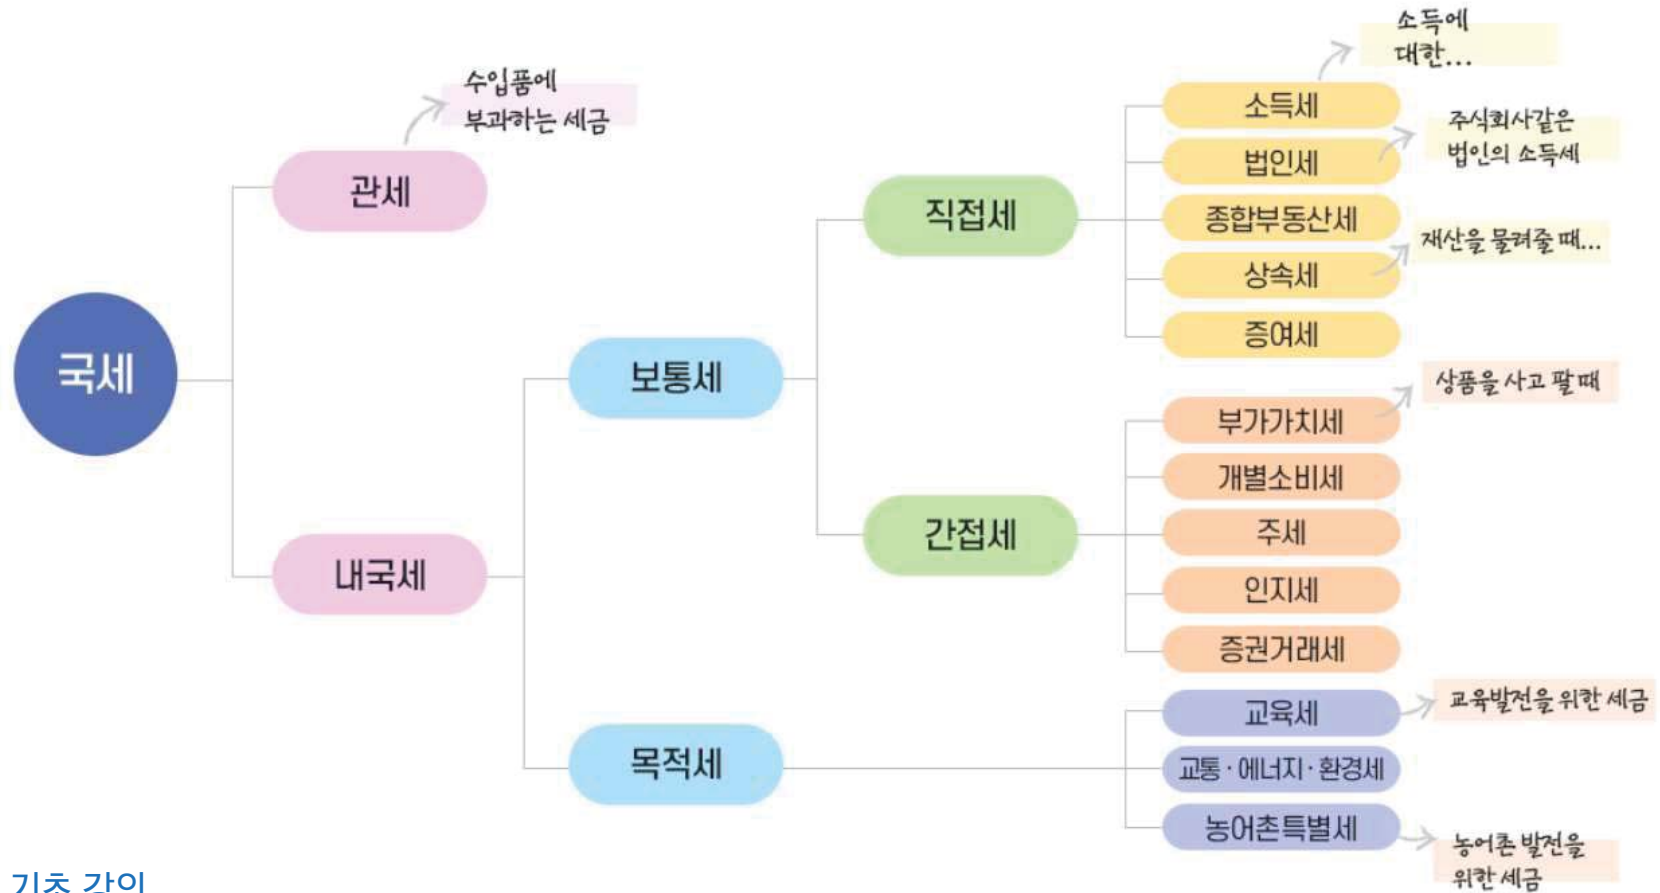 국세
관세
수입품에
부과하는 세금
내국세
보통세
목적세
직접세
간접세
소득세
소득에
대한...
법인세
주식회사같은
법인의 소득세
종합부동산세
상속세
재산을 물려줄 때...
증여세
부가가치세
상품을 사고 팔 때
개별소비세
주세
인지세
증권거래세
교육세
교육발전을 위한 세금
교통·에너지·환경세
농어촌특별세
농어촌 발전을
위한 세금
기초 강의